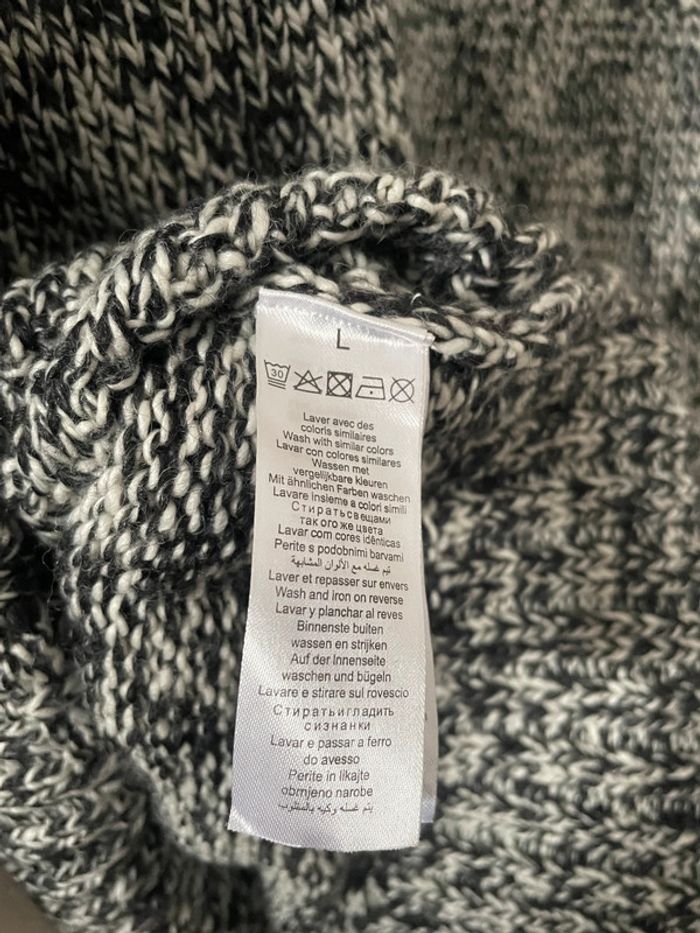 L
30
Laver avec des
coloris similaires
Wash with similar colors
Lavar con colores similares
Wassen met
vergelijkbare kleuren
Mit ähnlichen Farben waschen
Lavare insieme a colori simili
Стиратьсвещами
так ого же цвета
Lavar com cores idênticas
Perite s podobnimi barvami
تيم غسله مع الألوان المشابهة
Laver et repasser sur envers
Wash and iron on reverse
Lavar y planchar al reves
Binnenste buiten
wassen en strijken
Auf der Innenseite
waschen und bügeln
Lavare e stirare sul rovescio
Стиратьигладить
сизнанки
Lavar e passar a ferro
do avesso
Perite in likajte
obrnjeno narobe
يتم غسله وكيه بالمقلوب